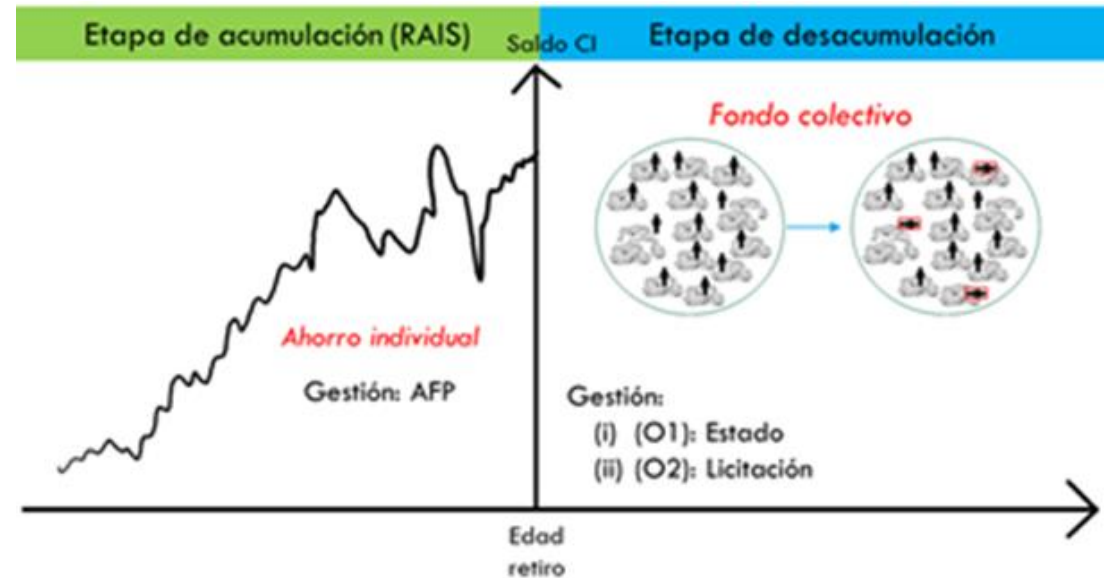 Etapa de acumulación (RAIS)
Saldo CI
Etapa de desacumulación
Fondo colectivo
Ahorro individual
Gestión: AFP
Gestión:
(i) (O1): Estado
(ii) (O2): Licitación
Edad
retiro